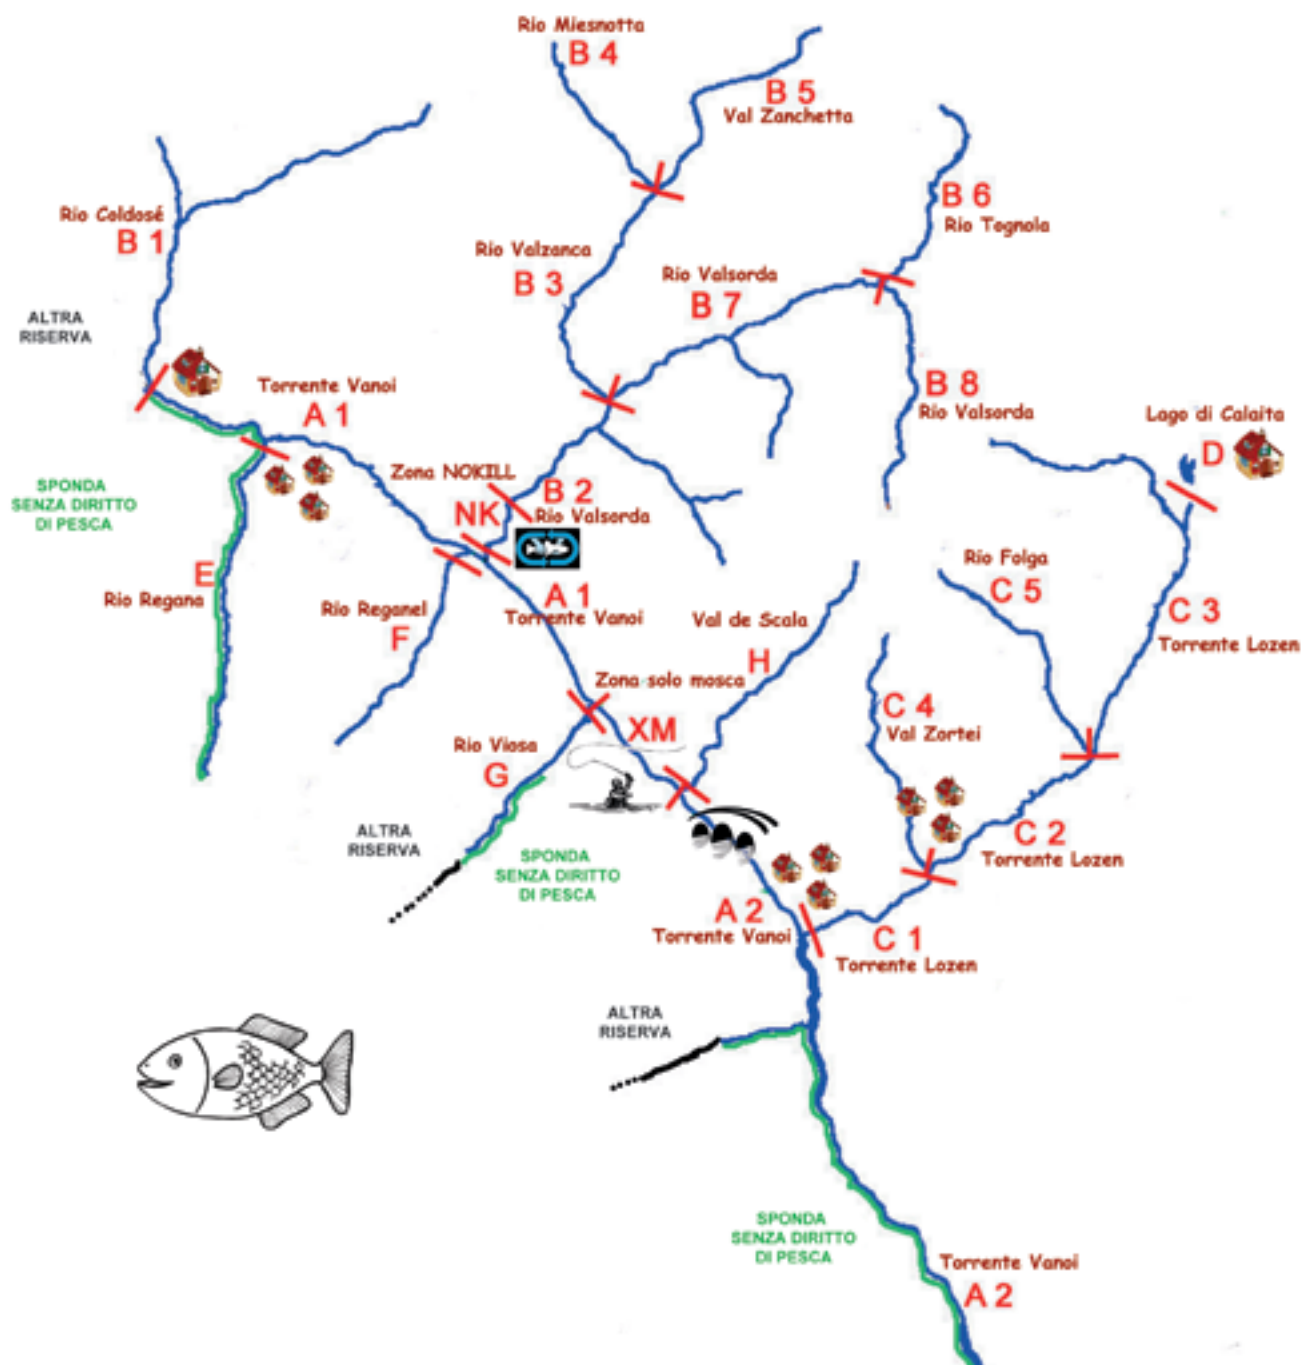 Rio Miesnotta
B 4
B 5
Val Zanchetta
Rio Coldosé
B 1
B 6
Rio Tognola
Rio Valzanca
B 3
Rio Valsorda
B 7
ALTRA
RISERVA
Torrente Vanoi
A 1
B 8
Rio Valsorda
Lago di Calaita
D
Zona NOKILL
NK
B 2
Rio Valsorda
SPONDA
SENZA DIRITTO
DI PESCA
E
Rio Regana
Rio Reganel
F
A 1
Torrente Vanoi
Rio Folga
C 5
C 3
Torrente Lozen
Val de Scala
H
Zona solo mosca
XM
C 4
Val Zortei
Rio Viosa
G
ALTRA
RISERVA
SPONDA
SENZA DIRITTO
DI PESCA
C 2
Torrente Lozen
A 2
Torrente Vanoi
C 1
Torrente Lozen
ALTRA
RISERVA
SPONDA
SENZA DIRITTO
DI PESCA
Torrente Vanoi
A 2